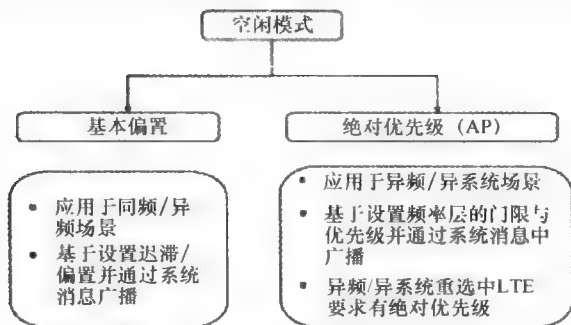 空闲模式
基本偏置
绝对优先级（AP）
• 应用于同频/异
频场景
• 基于设置迟滞/
偏置并通过系统
消息广播
• 应用于异频/异系统场景
• 基于设置频率层的门限与
优先级并通过系统消息中
广播
• 异频/异系统重选中LTE
要求有绝对优先级